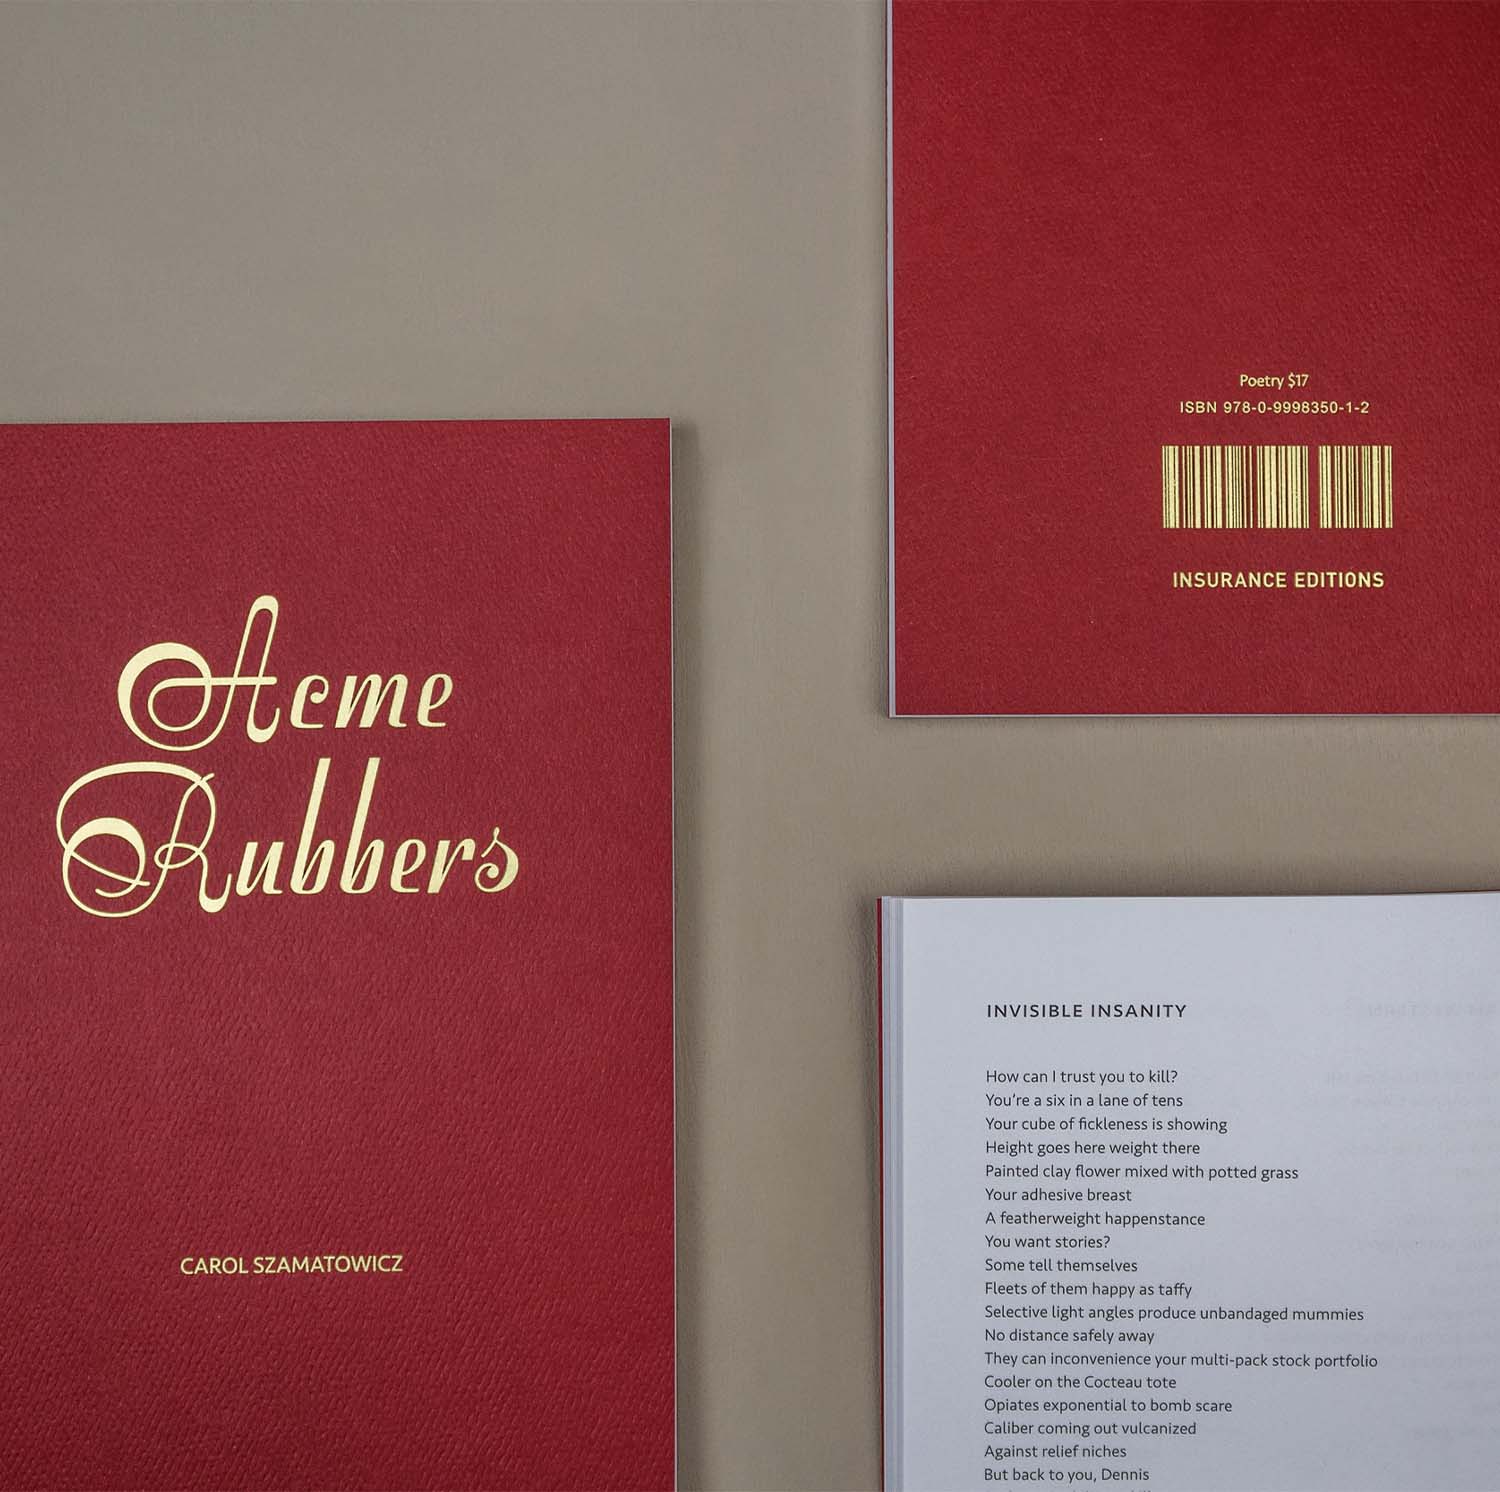 Acme
Rubbers
CAROL SZAMATOWICZ
Poetry $17
ISBN 978-0-9998350-1-2
INSURANCE EDITIONS
INVISIBLE INSANITY
How can I trust you to kill?
You’re a six in a lane of tens
Your cube of fickleness is showing
Height goes here weight there
Painted clay flower mixed with potted grass
Your adhesive breast
A featherweight happenstance
You want stories?
Some tell themselves
Fleets of them happy as taffy
Selective light angles produce unbandaged mummies
No distance safely away
They can inconvenience your multi-pack stock portfolio
Cooler on the Cocteau tote
Opiates exponential to bomb scare
Caliber coming out vulcanized
Against relief niches
But back to you, Dennis